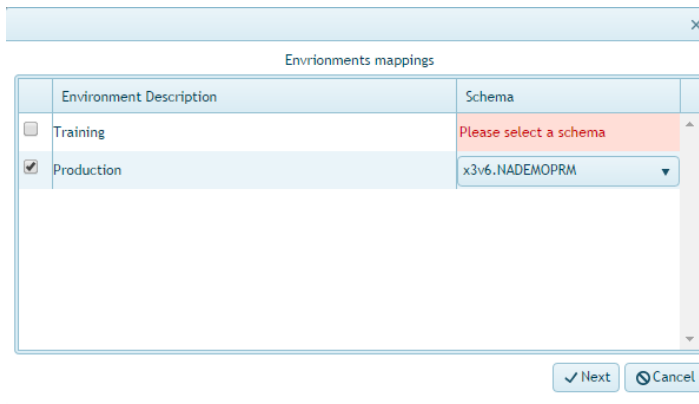 Envrionments mappings
Environment Description Schema
Training Please select a schema
Production x3v6.NADEMOPRM
Next Cancel